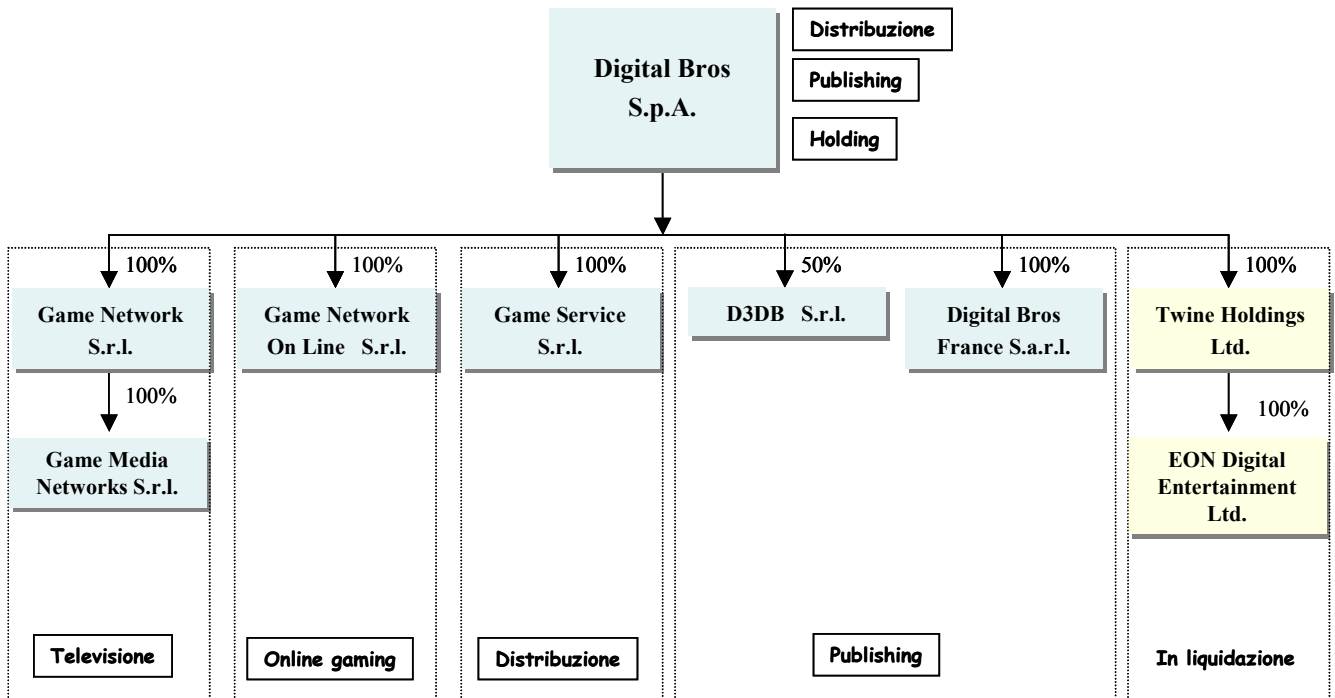 Digital Bros
S.p.A.
Distribuzione
Publishing
Holding
100%
100%
100%
50%
100%
100%
Game Network
S.r.l.
Game Network
On Line S.r.l.
Game Service
S.r.l.
D3DB S.r.l.
Digital Bros
France S.a.r.l.
Twine Holdings
Ltd.
100%
100%
Game Media
Networks S.r.l.
EON Digital
Entertainment
Ltd.
Televisione
Online gaming
Distribuzione
Publishing
In liquidazione